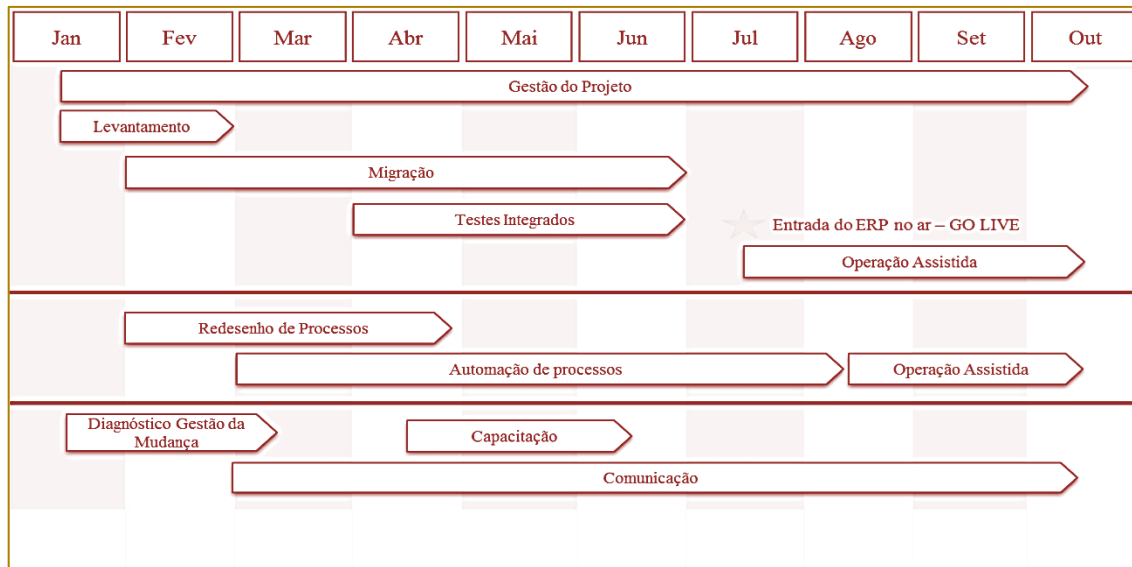 Jan Fev Mar Abr Mai Jun Jul Ago Set Out
Gestão do Projeto
Levantamento
Migração
Testes Integrados
Entrada do ERP no ar – GO LIVE
Operação Assistida
Redesenho de Processos
Automação de processos
Operação Assistida
Diagnóstico Gestão da
Mudança
Capacitação
Comunicação